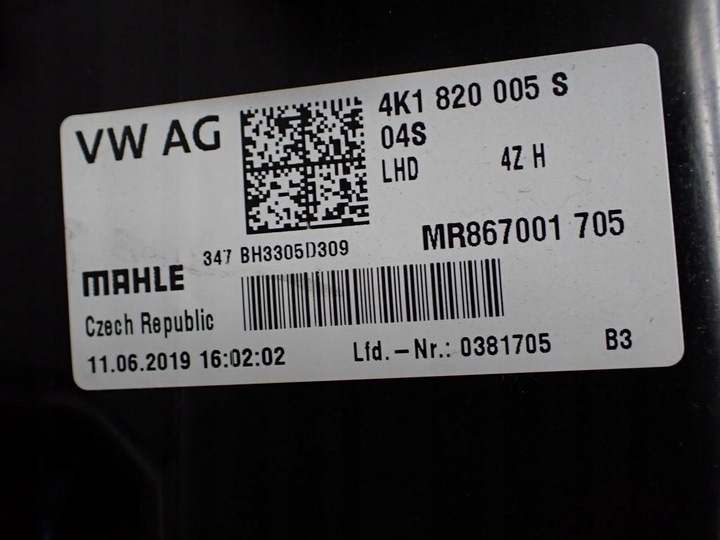 VW AG
4K1 820 005 S
04S
LHD 4Z H
347 BH3305D309
MR867001 705
MAHLE
Czech Republic
11.06.2019 16:02:02
Lfd.-Nr.: 0381705 B3